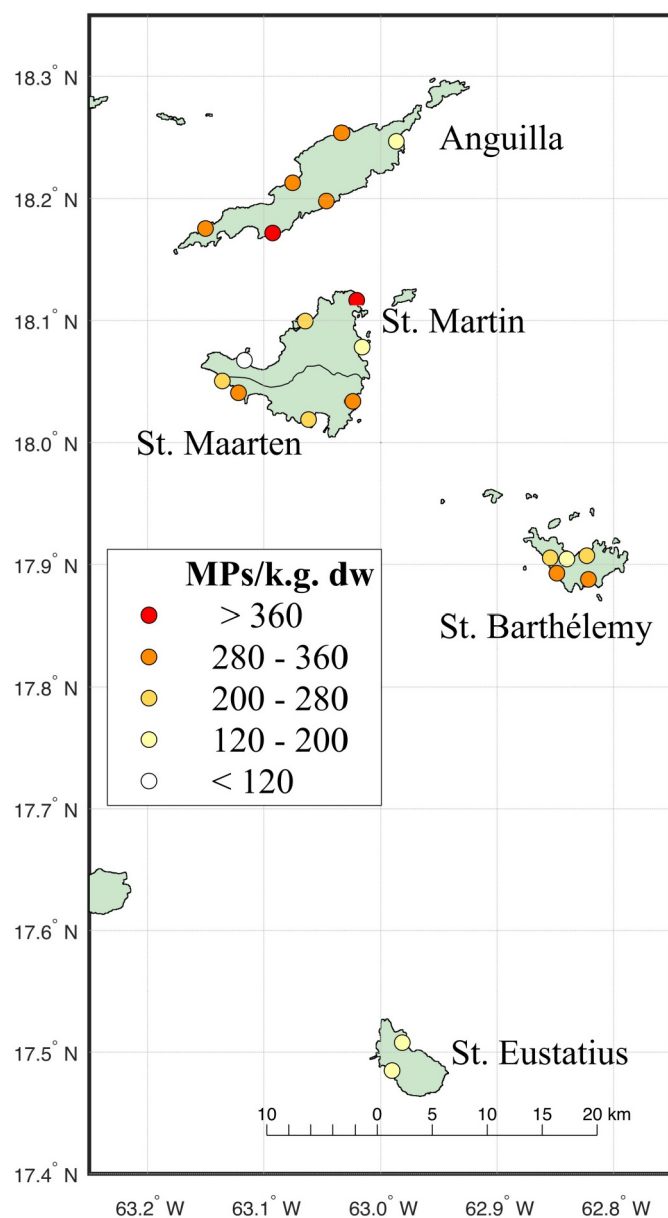 18.3° N
Anguilla
18.2° N
18.1° N
St. Martin
18.0° N
St. Maarten
17.9° N
MPs/k.g. dw
> 360
280 - 360
200 - 280
120 - 200
< 120
St. Barthélemy
17.8° N
17.7° N
17.6° N
17.5° N
St. Eustatius
10 0 5 10 15 20 km
17.4° N
63.2° W 63.1° W 63.0° W 62.9° W 62.8° W